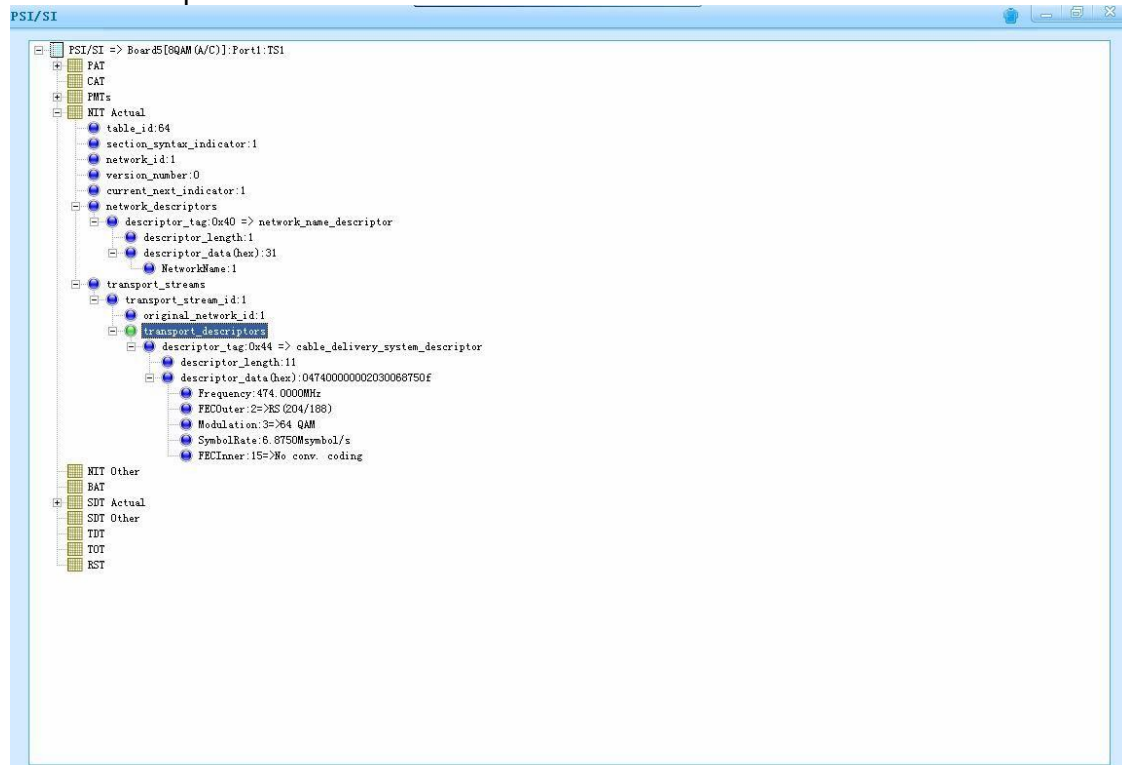 PSI/SI
PSI/SI => Board5[8QAM(A/C)]:Port1:TS1
PAT
CAT
PMTs
NIT Actual
table_id:64
section_syntax_indicator:1
network_id:1
version_number:0
current_next_indicator:1
network_descriptors
descriptor_tag:0x40 => network_name_descriptor
descriptor_length:1
descriptor_data(hex):31
NetworkName:1
transport_streams
transport_stream_id:1
original_network_id:1
transport_descriptors
descriptor_tag:0x44 => cable_delivery_system_descriptor
descriptor_length:11
descriptor_data(hex):047400000002030068750f
Frequency:474.0000MHz
FECOuter:2=>RS(204/188)
Modulation:3=>64 QAM
SymbolRate:6.8750Msymbol/s
FECInner:15=>No conv. coding
NIT Other
BAT
SDT Actual
SDT Other
TDT
TOT
RST